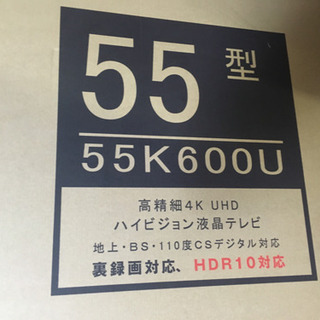 55型
55K600U
高精細4K UHD
ハイビジョン液晶テレビ
地上・BS・110度CSデジタル対応
裏録画対応、HDR10対応